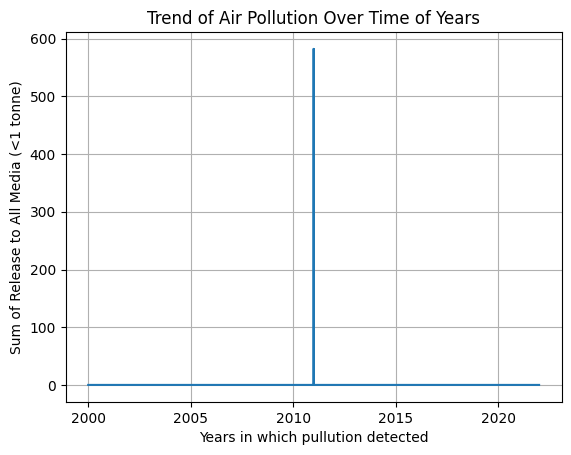 Trend of Air Pollution Over Time of Years
Sum of Release to All Media (<1 tonne)
600
500
400
300
200
100
0
2000 2005 2010 2015 2020
Years in which pullution detected